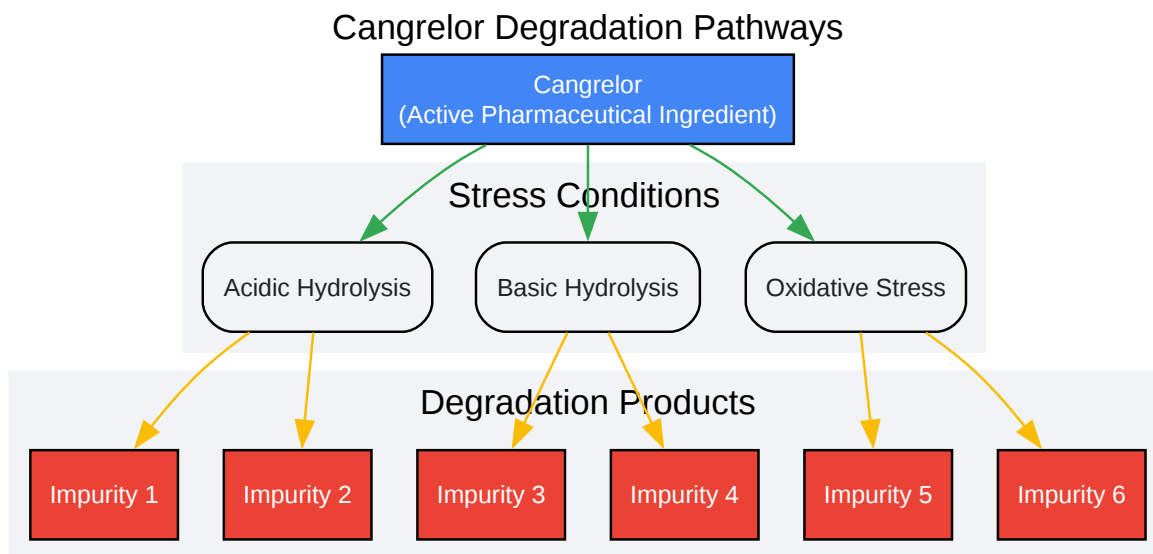 Cangrelor Degradation Pathways
Cangrelor
(Active Pharmaceutical Ingredient)
Stress Conditions
Acidic Hydrolysis
Basic Hydrolysis
Oxidative Stress
Degradation Products
Impurity 1
Impurity 2
Impurity 3
Impurity 4
Impurity 5
Impurity 6